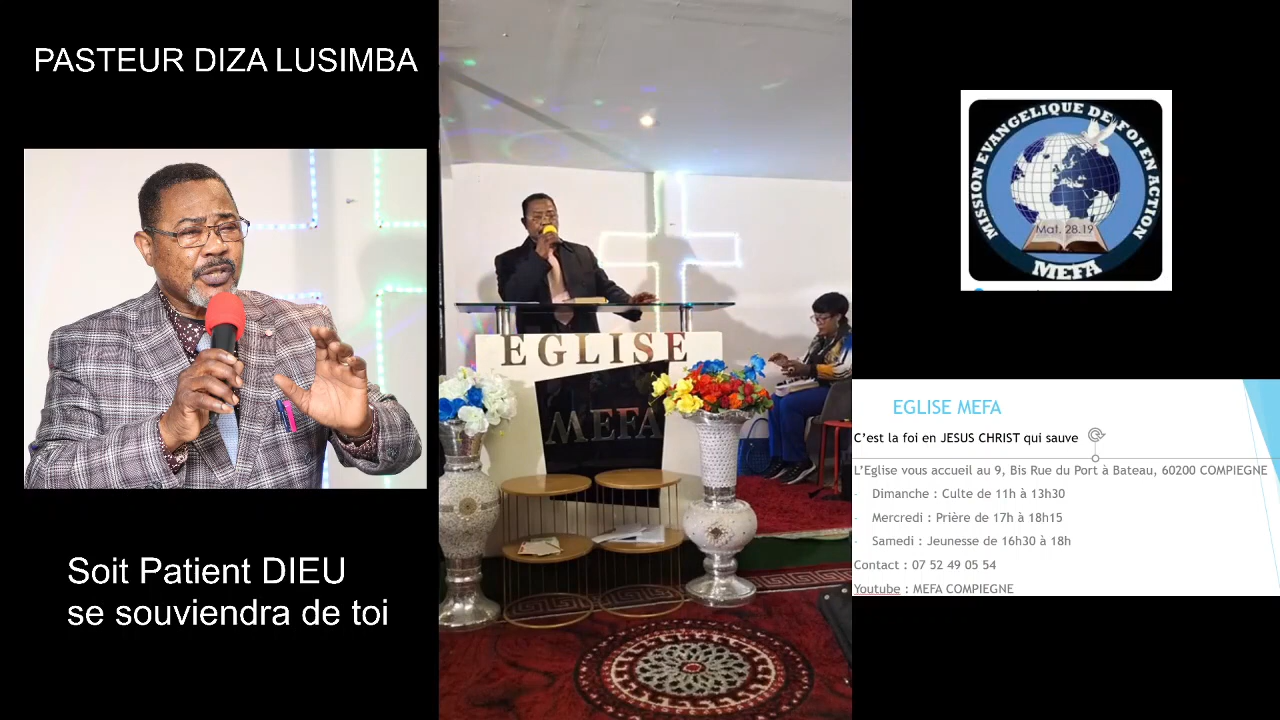 PASTEUR DIZA LUSIMBA
Soit Patient DIEU
se souviendra de toi
EGLISE
MEFA
MISSION EVANGELIQUE DE FOI EN ACTION
Mat. 28.19
MEFA
EGLISE MEFA
C'est la foi en JESUS CHRIST qui sauve
L'Eglise vous accueil au 9, Bis Rue du Port à Bateau, 60200 COMPIEGNE
- Dimanche : Culte de 11h à 13h30
- Mercredi : Prière de 17h à 18h15
- Samedi : Jeunesse de 16h30 à 18h
Contact : 07 52 49 05 54
Youtube : MEFA COMPIEGNE